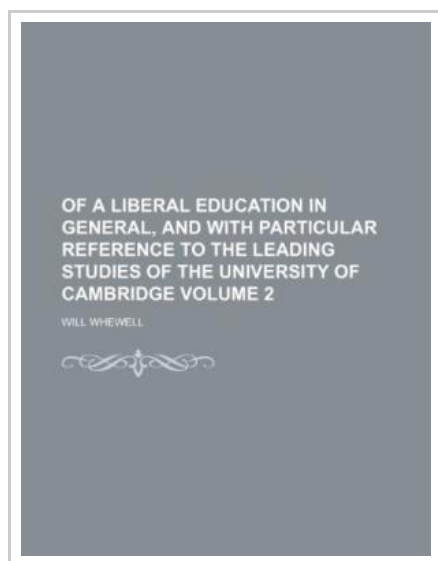 OF A LIBERAL EDUCATION IN
GENERAL, AND WITH PARTICULAR
REFERENCE TO THE LEADING
STUDIES OF THE UNIVERSITY OF
CAMBRIDGE VOLUME 2
WILL WHEWELL